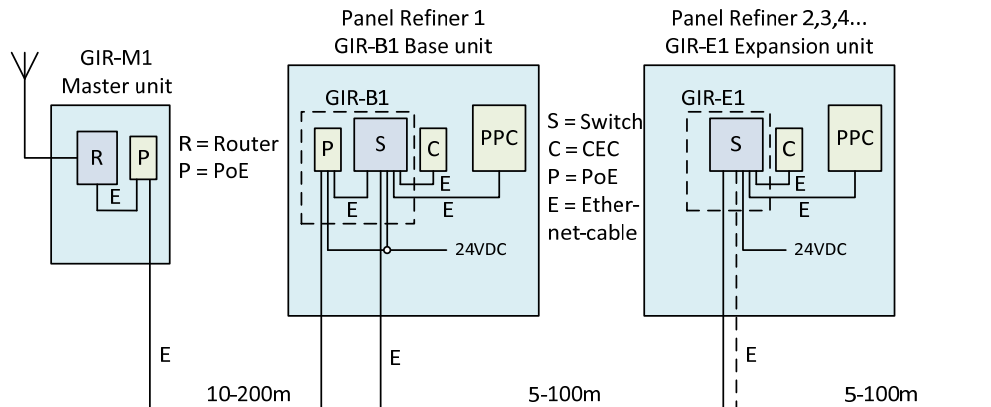 GIR-M1
Master unit
R
P
E
R = Router
P = PoE
E
10-200m
Panel Refiner 1
GIR-B1 Base unit
GIR-B1
P
S
C
PPC
E
E
E
24VDC
E
5-100m
S = Switch
C = CEC
P = PoE
E = Ether-
net-cable
Panel Refiner 2,3,4...
GIR-E1 Expansion unit
GIR-E1
S
C
PPC
E
E
24VDC
E
5-100m